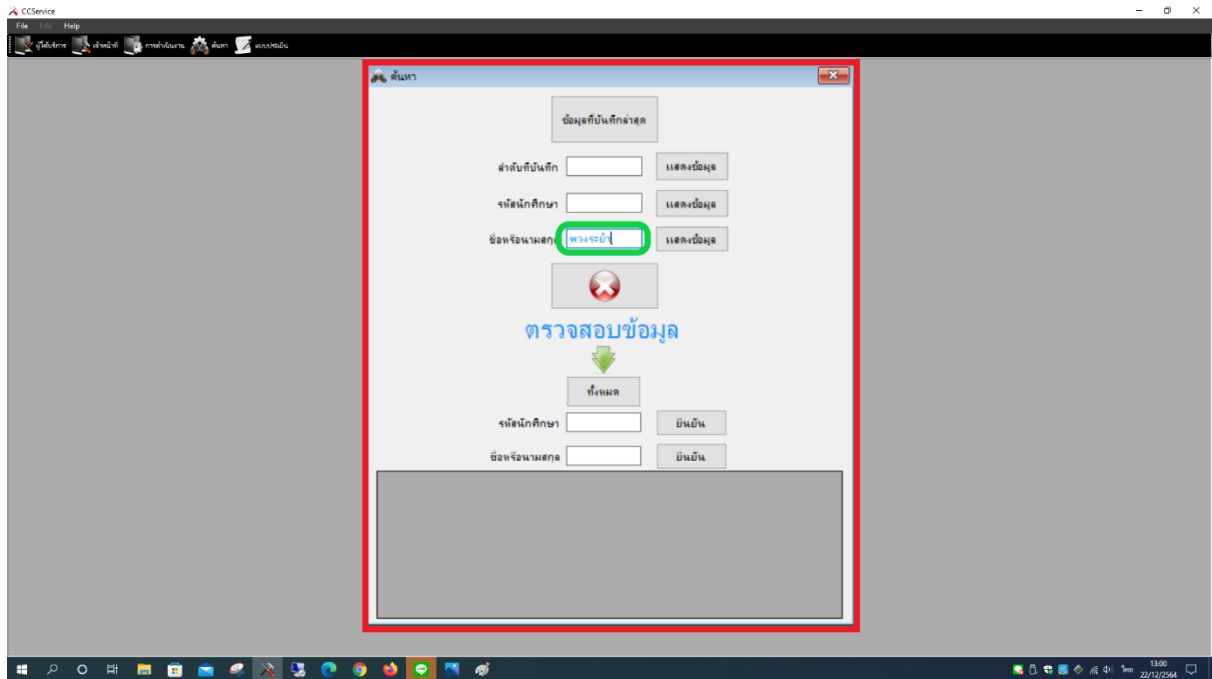 CCService
File Edit Help
ผู้ใช้บริการ เจ้าหน้าที่ การดำเนินงาน ค้นหา แบบประเมิน
ค้นหา
ข้อมูลที่บันทึกล่าสุด
ลำดับที่บันทึก แสดงข้อมูล
รหัสนักศึกษา แสดงข้อมูล
ชื่อหรือนามสกุ พวงระย้า แสดงข้อมูล
ตรวจสอบข้อมูล
ทั้งหมด
รหัสนักศึกษา ยืนยัน
ชื่อหรือนามสกุล ยืนยัน
ไทย 13:00
22/12/2564